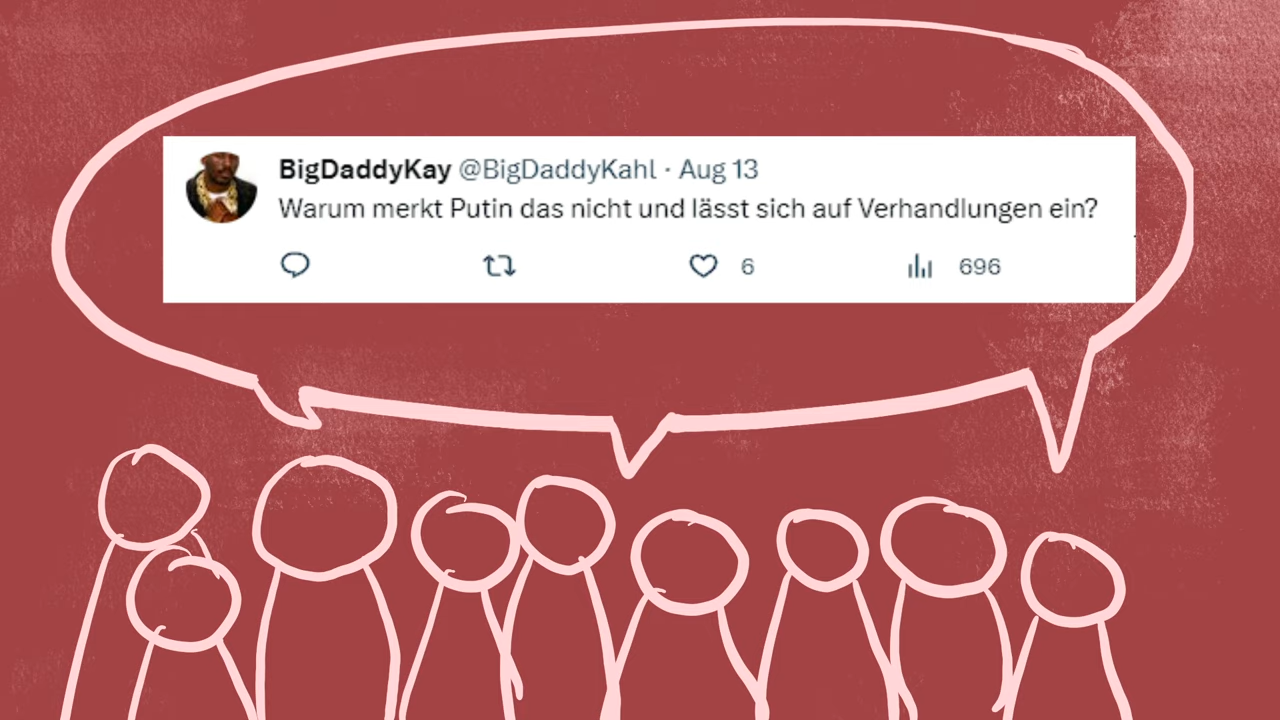 BigDaddyKay @BigDaddyKahl · Aug 13
Warum merkt Putin das nicht und lässt sich auf Verhandlungen ein?
6 696